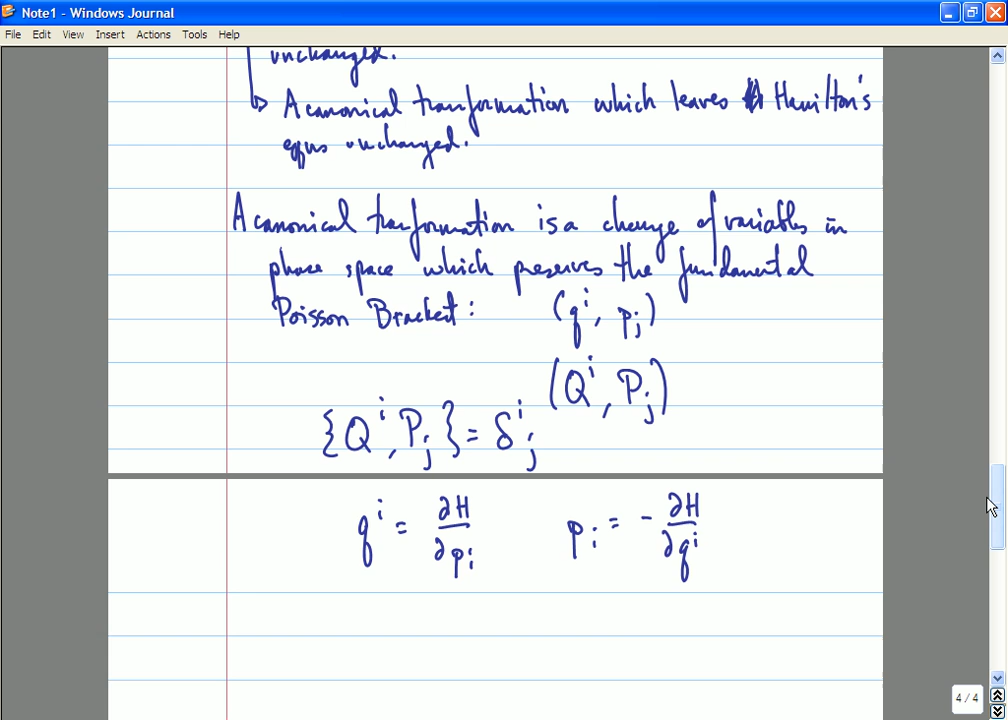 Note1 - Windows Journal
File Edit View Insert Actions Tools Help
unchanged.
A canonical transformation which leaves Hamilton's
eqns unchanged.
A canonical tranformation is a change of variables in
phase space which preserves the fundamental
Poisson Bracket: (q^i, p_j)
(Q^i, P_j)
{Q^i, P_j} = δ^i_j
q^i = ∂H/∂p_i p_i = - ∂H/∂q^i
4 / 4